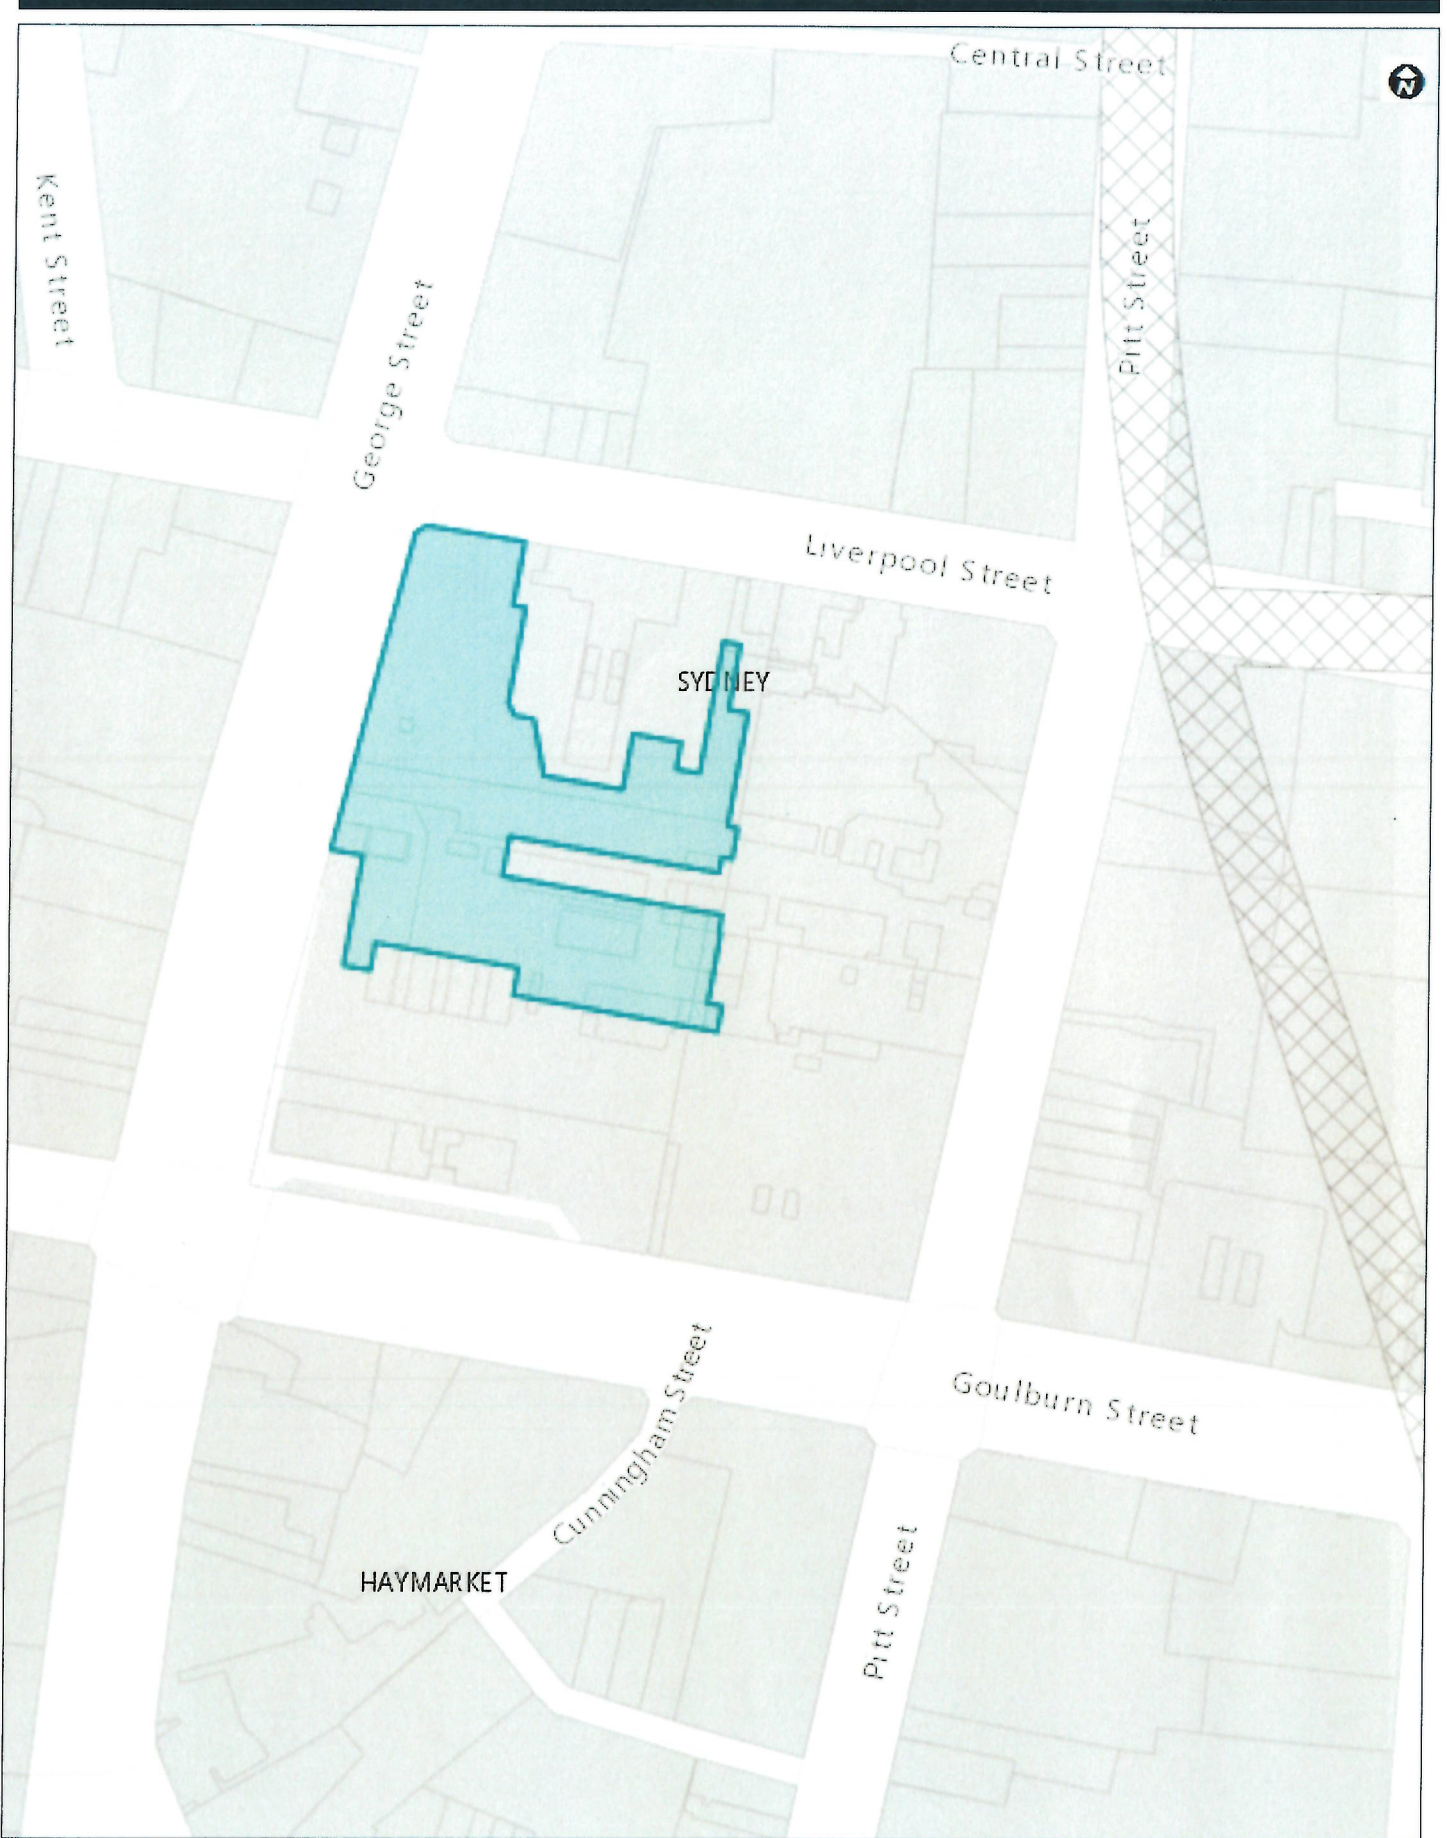 Central Street
N
Kent Street
Pitt Street
George Street
Liverpool Street
SYDNEY
Cunningham Street
Goulburn Street
HAYMARKET
Pitt Street